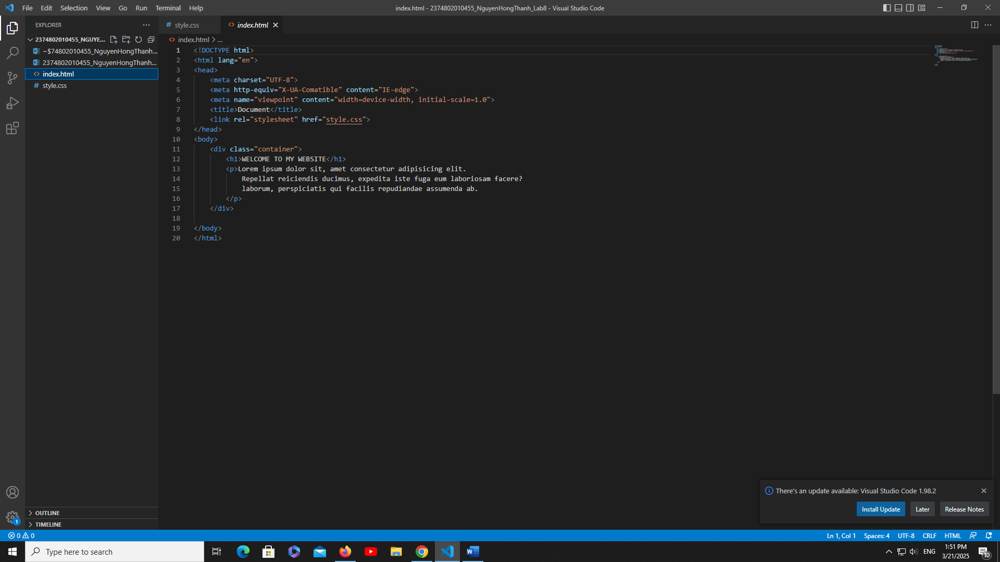 File Edit Selection View Go Run Terminal Help
index.html - 2374802010455_NguyenHongThanh_Lab8 - Visual Studio Code
EXPLORER
2374802010455_NGUYE...
~$74802010455_NguyenHongThanh...
2374802010455_NguyenHongThanh...
index.html
style.css
OUTLINE
TIMELINE
style.css
index.html
index.html > ...
1 <!DOCTYPE html>
2 <html lang="en">
3 <head>
4 <meta charset="UTF-8">
5 <meta http-equiv="X-UA-Comatible" content="IE-edge">
6 <meta name="viewpoint" content="width=device-width, initial-scale=1.0">
7 <title>Document</title>
8 <link rel="stylesheet" href="style.css">
9 </head>
10 <body>
11 <div class="container">
12 <h1>WELCOME TO MY WEBSITE</h1>
13 <p>Lorem ipsum dolor sit, amet consectetur adipisicing elit.
14 Repellat reiciendis ducimus, expedita iste fuga eum laboriosam facere?
15 laborum, perspiciatis qui facilis repudiandae assumenda ab.
16 </p>
17 </div>
18
19 </body>
20 </html>
There's an update available: Visual Studio Code 1.98.2
Install Update Later Release Notes
1
0 0
Ln 1, Col 1 Spaces: 4 UTF-8 CRLF HTML
Type here to search
ENG
1:51 PM
3/21/2025
10